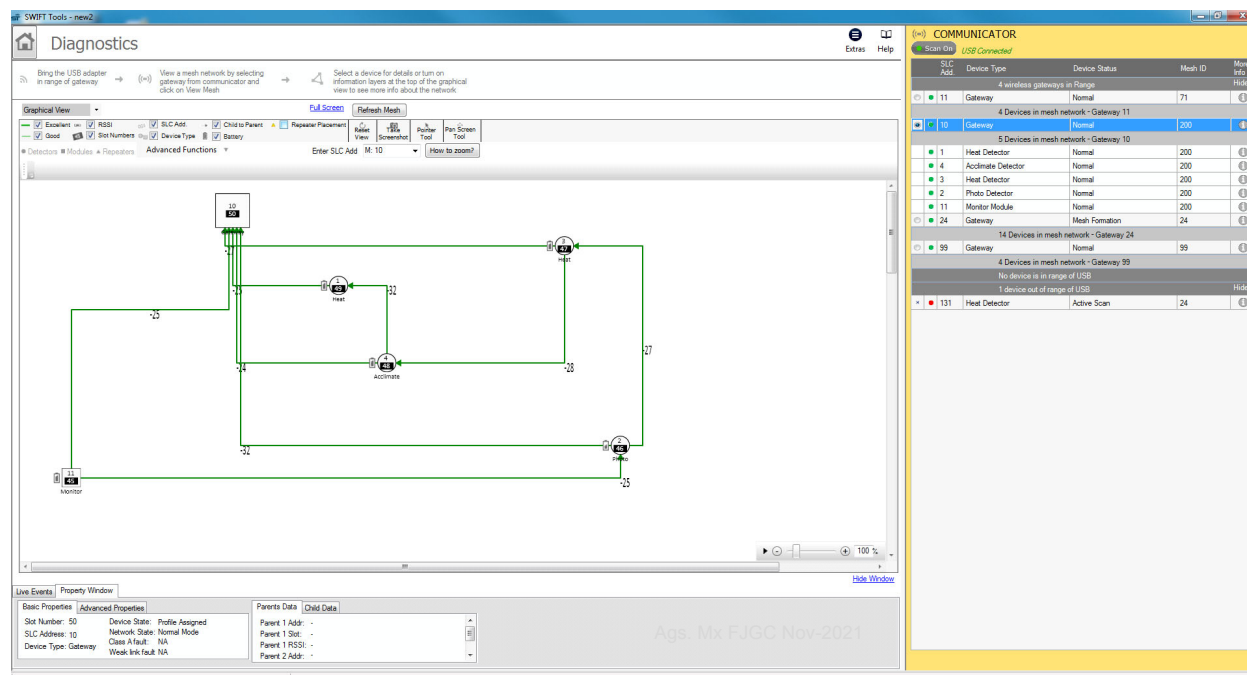 SWIFT Tools - new2
Diagnostics
Extras Help
Bring the USB adapter
in range of gateway
View a mesh network by selecting
gateway from communicator and
click on View Mesh
Select a device for details or turn on
information layers at the top of the graphical
view to see more info about the network
Graphical View
Full Screen
Refresh Mesh
Excellent RSSI SLC Add. Child to Parent Repeater Placement
Good Slot Numbers Device Type Battery
Reset View
Take Screenshot
Pointer Tool
Pan Screen Tool
Detectors Modules Repeaters Advanced Functions Enter SLC Add M: 10 How to zoom?
10
50
-27
3
47
Heat
-23
1
49
Heat
-32
-25
-27
-24
4
48
Acclimate
-28
-32
2
46
Photo
11
45
Monitor
-25
100 %
Hide Window
Live Events Property Window
Basic Properties Advanced Properties
Slot Number: 50 Device State: Profile Assigned
SLC Address: 10 Network State: Normal Mode
Device Type: Gateway Class A fault: NA
Weak link fault NA
Parents Data Child Data
Parent 1 Addr: -
Parent 1 Slot: -
Parent 1 RSSI: -
Parent 2 Addr: -
Ags. Mx FJGC Nov-2021
COMMUNICATOR
Scan On USB Connected
SLC Add. Device Type Device Status Mesh ID More Info
4 wireless gateways in Range Hide
11 Gateway Normal 71
4 Devices in mesh network - Gateway 11
10 Gateway Normal 200
5 Devices in mesh network - Gateway 10
1 Heat Detector Normal 200
4 Acclimate Detector Normal 200
3 Heat Detector Normal 200
2 Photo Detector Normal 200
11 Monitor Module Normal 200
24 Gateway Mesh Formation 24
14 Devices in mesh network - Gateway 24
99 Gateway Normal 99
4 Devices in mesh network - Gateway 99
No device is in range of USB
1 device out of range of USB Hide
131 Heat Detector Active Scan 24